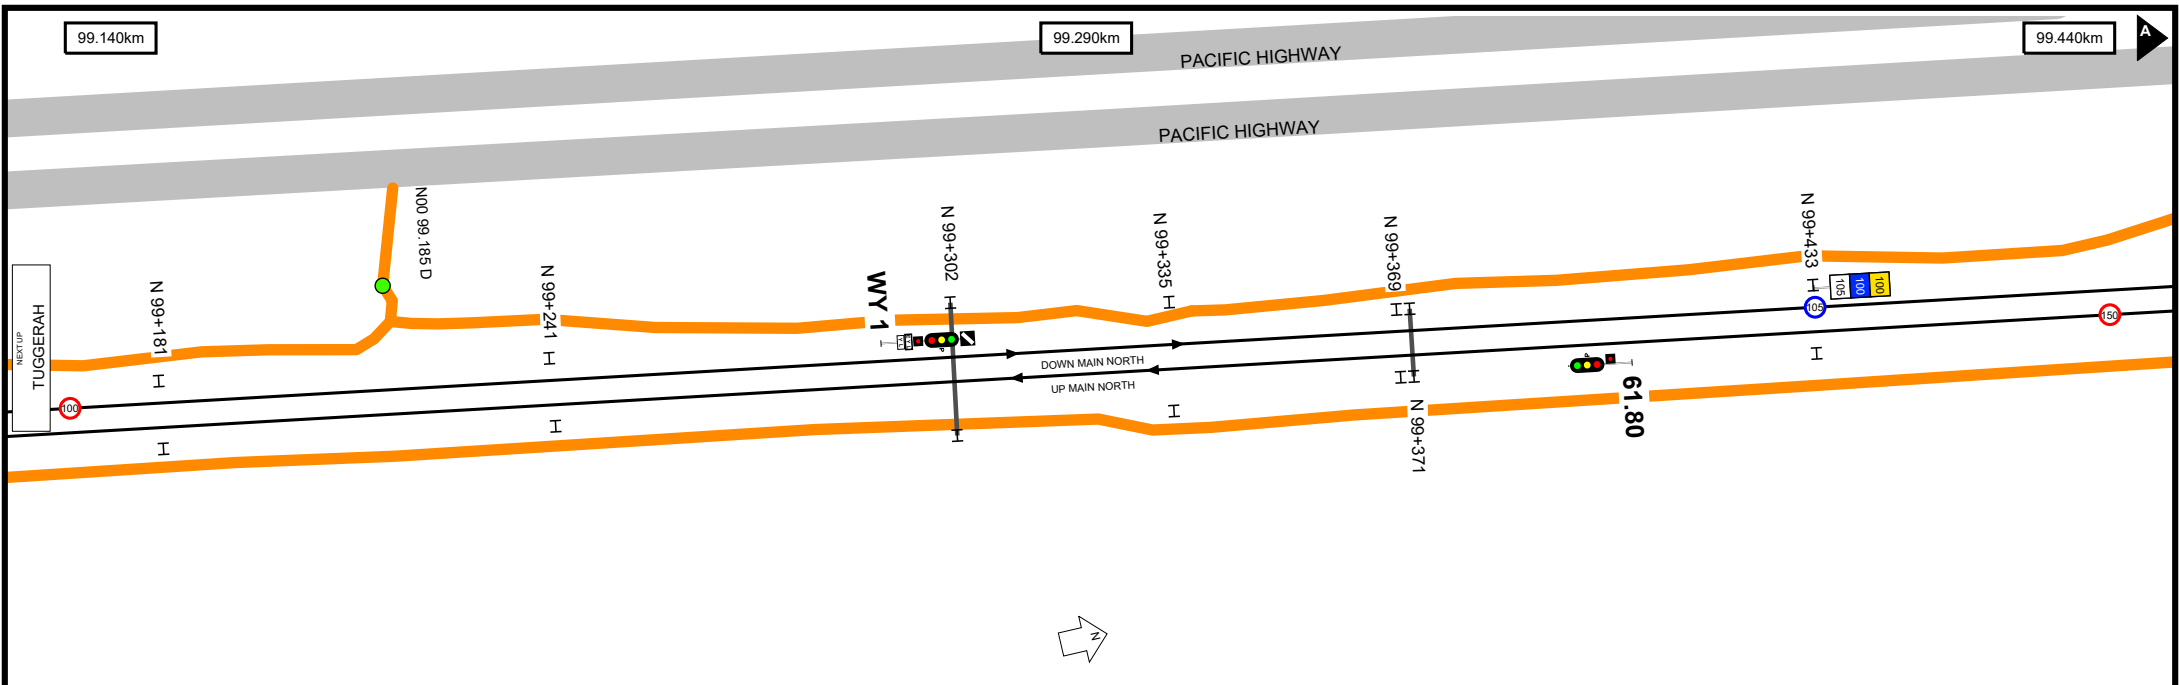 99.140km
99.290km
99.440km
A
PACIFIC HIGHWAY
PACIFIC HIGHWAY
NEXT UP
TUGGERAH
100
N 99+181
N00 99.185 D
N 99+241
WY 1
N 99+302
P
DOWN MAIN NORTH
UP MAIN NORTH
N 99+335
N 99+369
N 99+371
P
61.80
N 99+433
105
100
100
105
150
N